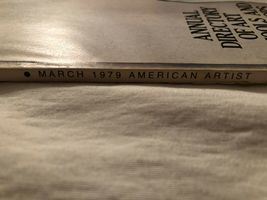 ANNUAL
DIRECTORY
OF ART
• MARCH 1979 AMERICAN ARTIST